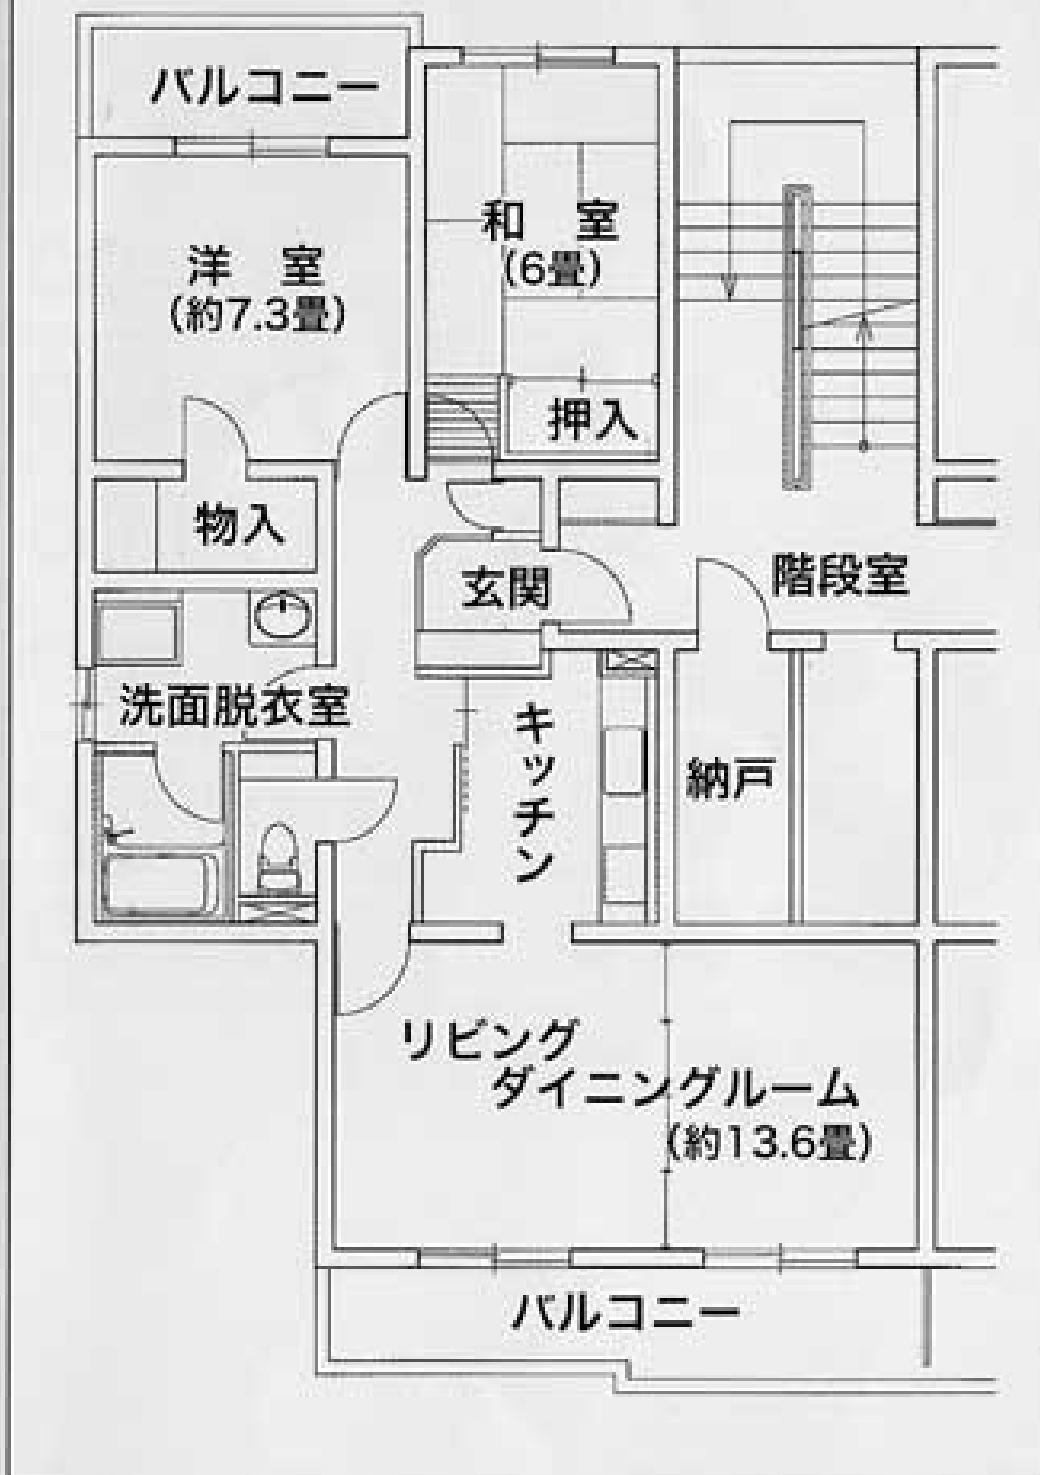 バルコニー
和 室
(6畳)
洋 室
(約7.3畳)
押入
物入
玄関
階段室
洗面脱衣室
キッチン
納戸
リビング
ダイニングルーム
(約13.6畳)
バルコニー